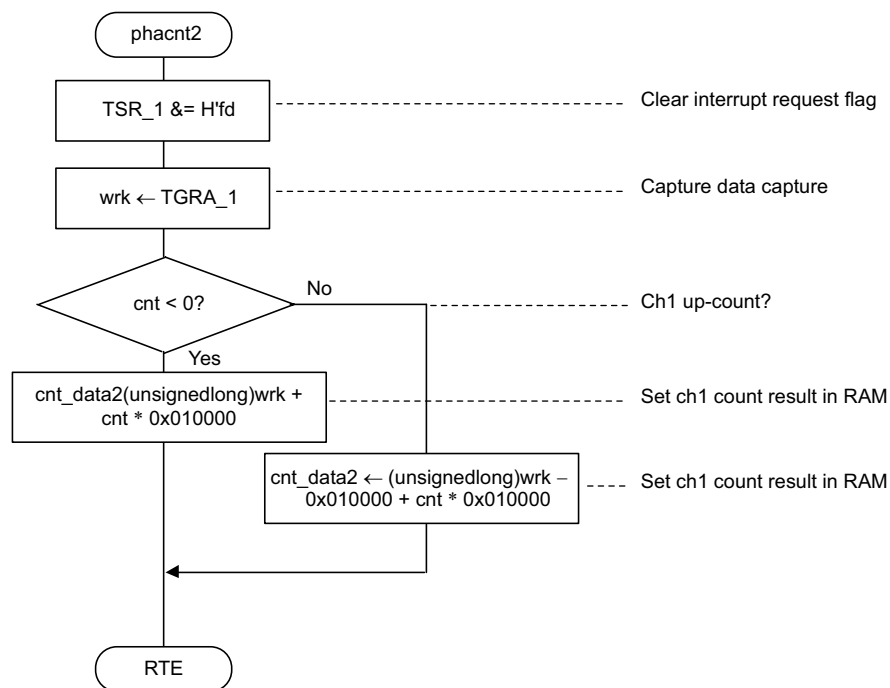 phacnt2
TSR_1 &= H'fd
Clear interrupt request flag
wrk ← TGRA_1
Capture data capture
cnt < 0?
No
Ch1 up-count?
Yes
cnt_data2(unsignedlong)wrk +
cnt * 0x010000
Set ch1 count result in RAM
cnt_data2 ← (unsignedlong)wrk −
0x010000 + cnt * 0x010000
Set ch1 count result in RAM
RTE